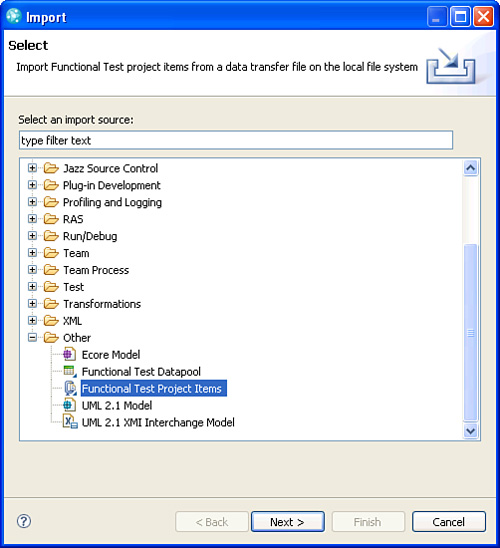 Import
Select
Import Functional Test project items from a data transfer file on the local file system
Select an import source:
type filter text
Jazz Source Control
Plug-in Development
Profiling and Logging
RAS
Run/Debug
Team
Team Process
Test
Transformations
XML
Other
Ecore Model
Functional Test Datapool
Functional Test Project Items
UML 2.1 Model
UML 2.1 XMI Interchange Model
? < Back Next > Finish Cancel